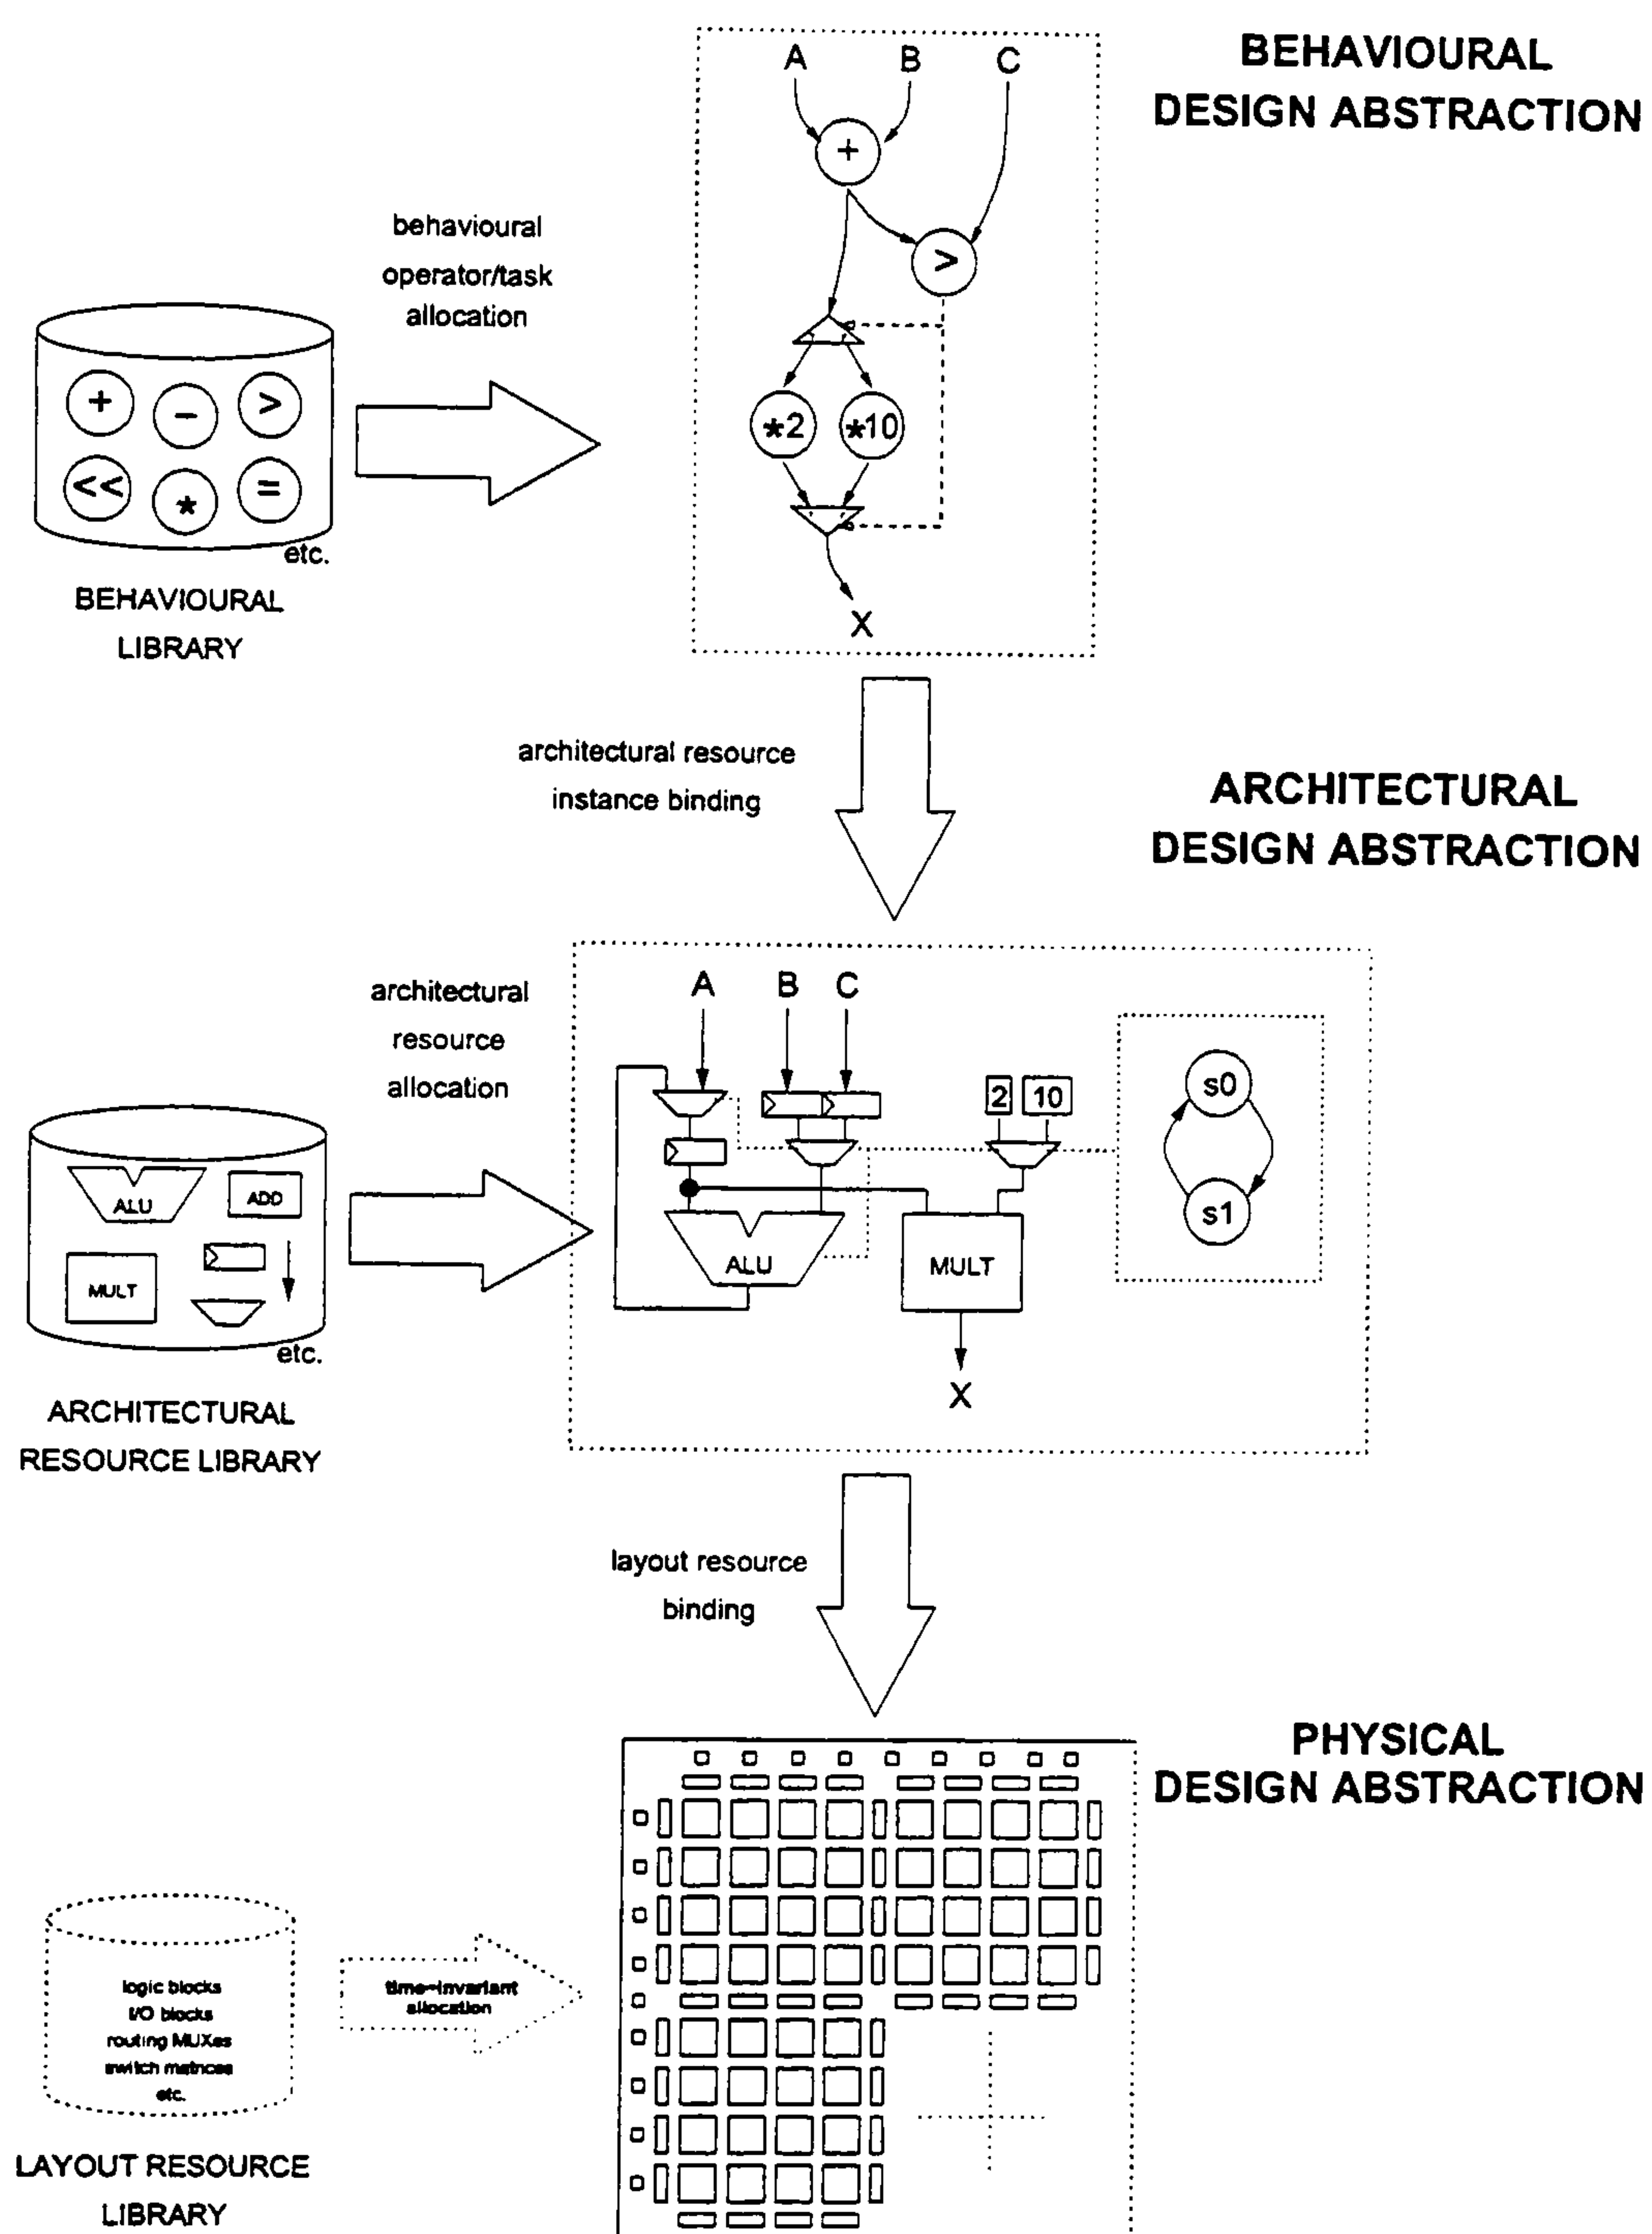 BEHAVIOURAL
DESIGN ABSTRACTION
A B C
+
>
*2 *10
X
behavioural
operator/task
allocation
+ − >
<< * =
etc.
BEHAVIOURAL
LIBRARY
architectural resource
instance binding
ARCHITECTURAL
DESIGN ABSTRACTION
architectural
resource
allocation
A B C
2 10
s0
s1
ALU
MULT
X
ALU
ADD
MULT
etc.
ARCHITECTURAL
RESOURCE LIBRARY
layout resource
binding
PHYSICAL
DESIGN ABSTRACTION
logic blocks
I/O blocks
routing MUXes
switch matrices
etc.
time-invariant
allocation
LAYOUT RESOURCE
LIBRARY